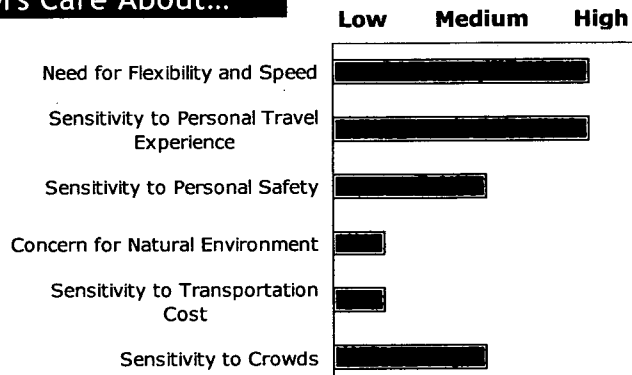 Care About...
Low Medium High
Need for Flexibility and Speed
Sensitivity to Personal Travel
Experience
Sensitivity to Personal Safety
Concern for Natural Environment
Sensitivity to Transportation
Cost
Sensitivity to Crowds